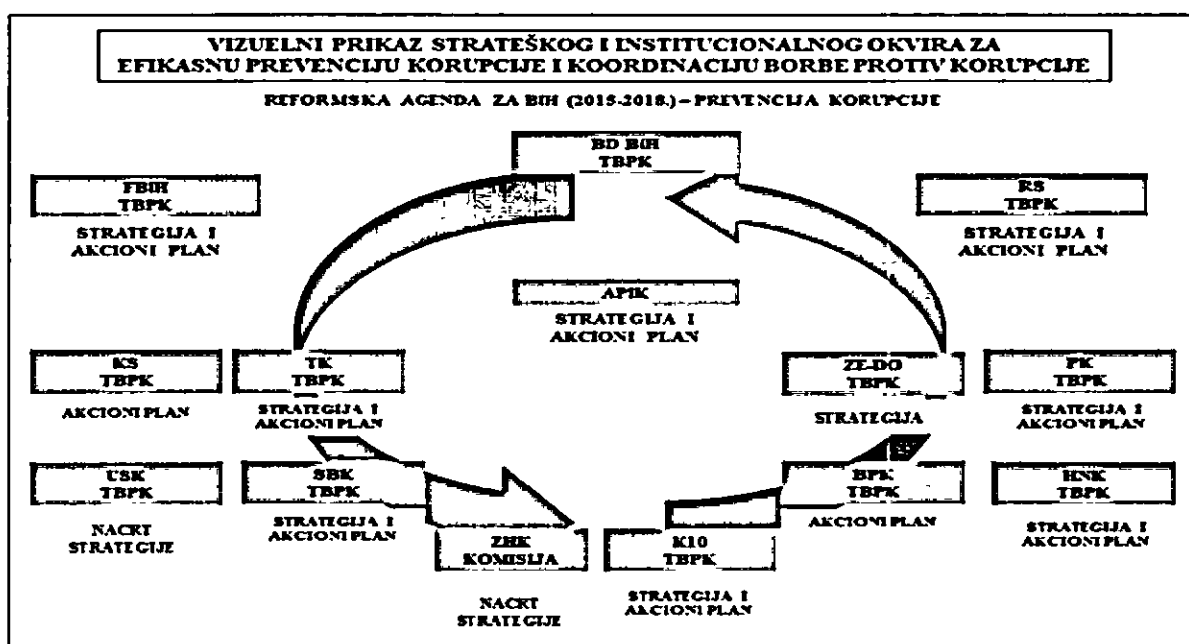 VIZUELNI PRIKAZ STRATEŠKOG I INSTITUCIONALNOG OKVIRA ZA
EFIKASNU PREVENCIJU KORUPCIJE I KOORDINACIJU BORBE PROTIV KORUPCIJE
REFORMSKA AGENDA ZA BIH (2015-2018.) – PREVENCIJA KORUPCIJE
BD BIH
TBPK
FBIH
TBPK
STRATEGIJA I
AKCIONI PLAN
RS
TBPK
STRATEGIJA I
AKCIONI PLAN
APIK
STRATEGIJA I
AKCIONI PLAN
KS
TBPK
AKCIONI PLAN
TK
TBPK
STRATEGIJA I
AKCIONI PLAN
ZE-DO
TBPK
STRATEGIJA
PK
TBPK
STRATEGIJA I
AKCIONI PLAN
USK
TBPK
NACRT
STRATEGIJE
SBK
TBPK
STRATEGIJA I
AKCIONI PLAN
ZHK
KOMISIJA
NACRT
STRATEGIJE
K10
TBPK
STRATEGIJA I
AKCIONI PLAN
BPK
TBPK
AKCIONI PLAN
HNK
TBPK
STRATEGIJA I
AKCIONI PLAN